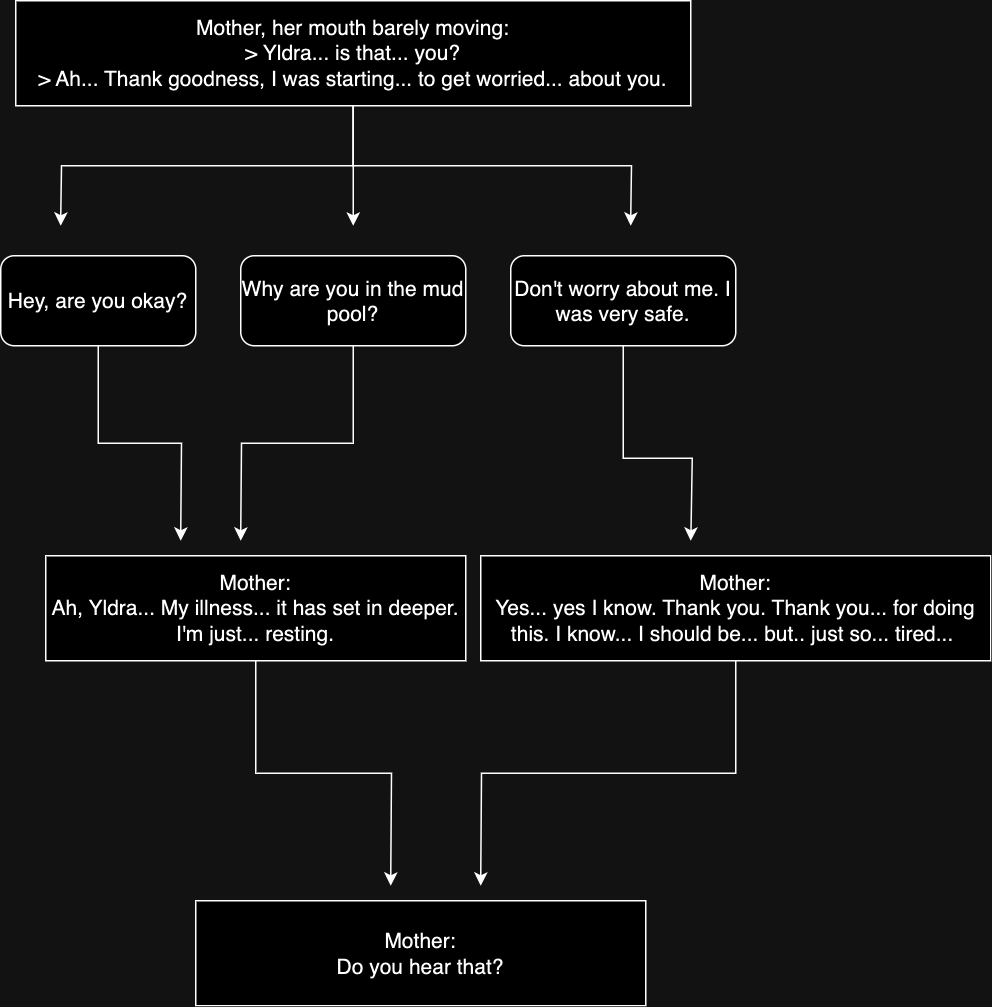 Mother, her mouth barely moving:
> Yldra... is that... you?
> Ah... Thank goodness, I was starting... to get worried... about you.
Hey, are you okay?
Why are you in the mud
pool?
Don't worry about me. I
was very safe.
Mother:
Ah, Yldra... My illness... it has set in deeper.
I'm just... resting.
Mother:
Yes... yes I know. Thank you. Thank you... for doing
this. I know... I should be... but.. just so... tired...
Mother:
Do you hear that?